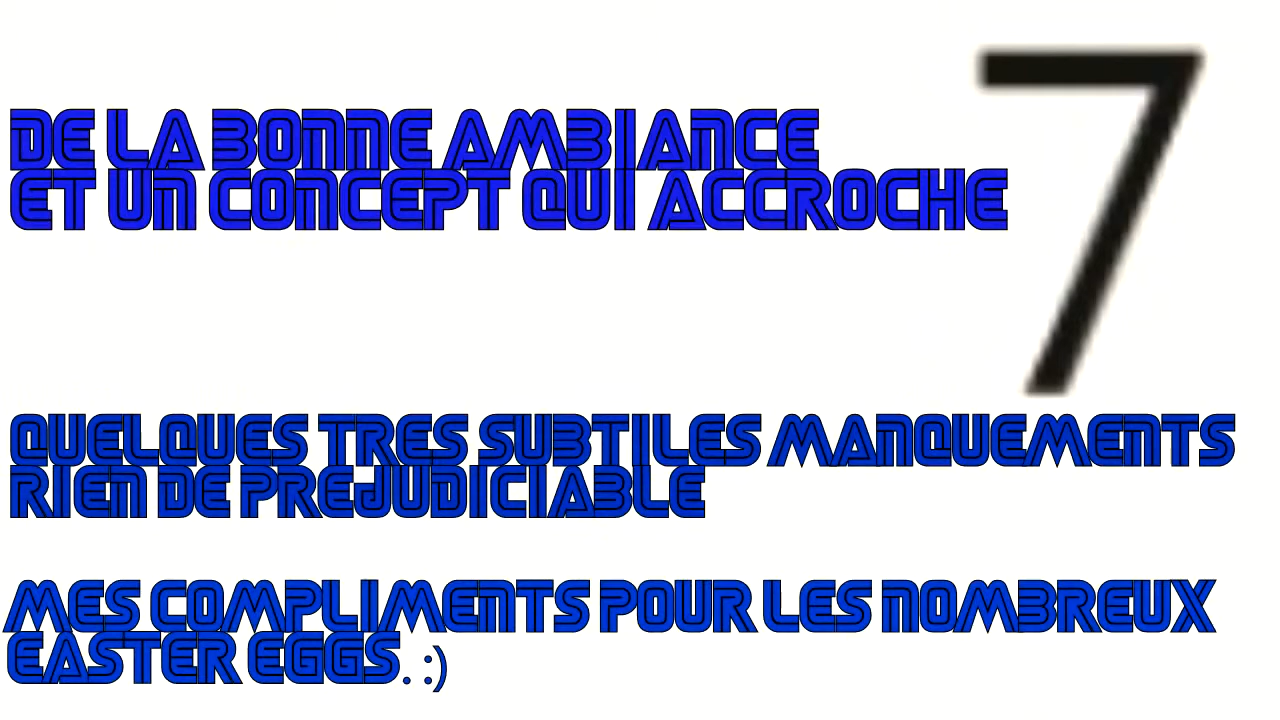 DE LA BONNE AMBIANCE
ET UN CONCEPT QUI ACCROCHE
7
QUELQUES TRES SUBTILES MANQUEMENTS
RIEN DE PREJUDICIABLE
MES COMPLIMENTS POUR LES NOMBREUX
EASTER EGGS. :)